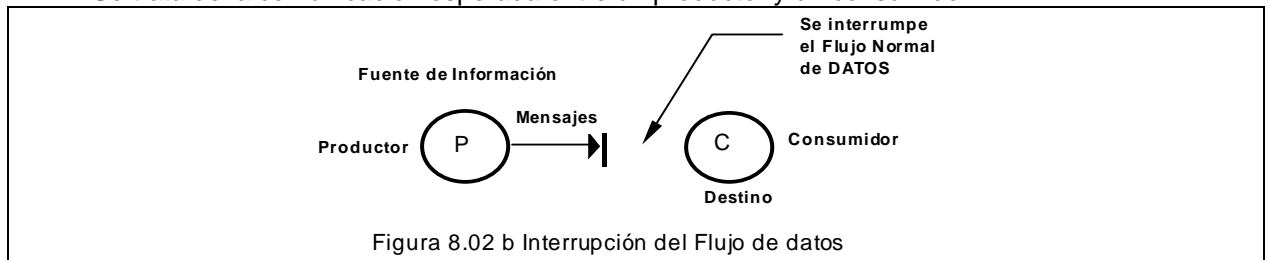 Se interrumpe
el Flujo Normal
de DATOS
Fuente de Información
Mensajes
Productor
P
C
Consumidor
Destino
Figura 8.02 b Interrupción del Flujo de datos